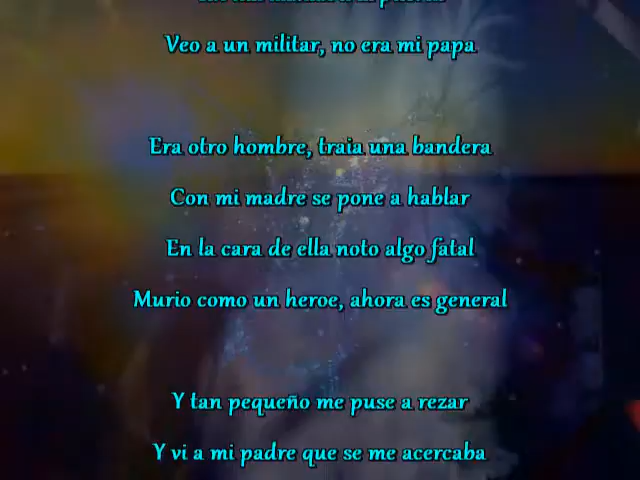 Veo a un militar, no era mi papa
Era otro hombre, traia una bandera
Con mi madre se pone a hablar
En la cara de ella noto algo fatal
Murio como un heroe, ahora es general
Y tan pequeño me puse a rezar
Y vi a mi padre que se me acercaba